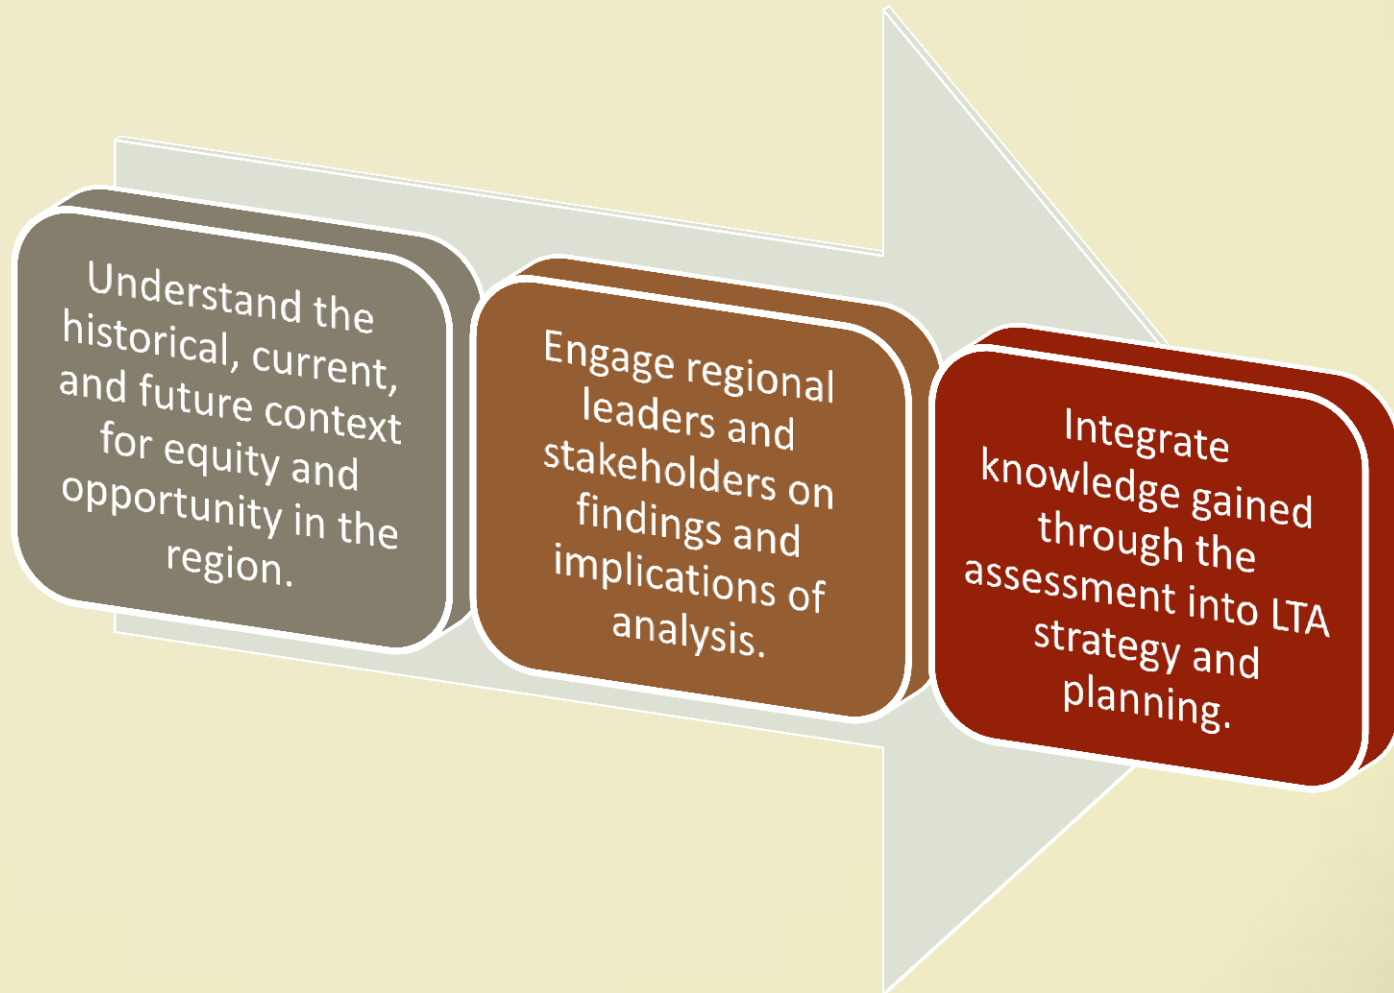 Understand the
historical, current,
and future context
for equity and
opportunity in the
region.
Engage regional
leaders and
stakeholders on
findings and
implications of
analysis.
Integrate
knowledge gained
through the
assessment into LTA
strategy and
planning.